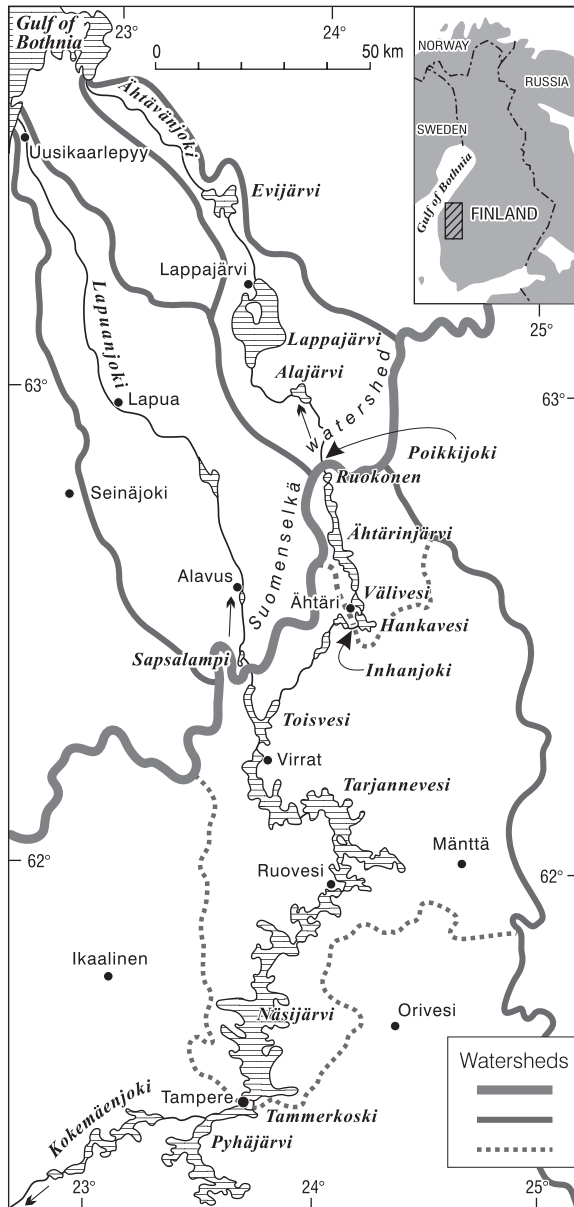 Gulf of
Bothnia
23°
24°
0
50 km
NORWAY
RUSSIA
SWEDEN
Gulf of Bothnia
FINLAND
25°
Ähtävänjoki
Uusikaarlepyy
Evijärvi
Lappajärvi
Lapuanjoki
Lappajärvi
Alajärvi
63°
63°
Lapua
Suomenselkä watershed
Poikkijoki
Ruokonen
Seinäjoki
Ähtärinjärvi
Alavus
Ähtäri
Välivesi
Hankavesi
Sapsalampi
Inhanjoki
Toisvesi
Virrat
Tarjannevesi
Mänttä
62°
62°
Ruovesi
Ikaalinen
Näsijärvi
Orivesi
Watersheds
Tampere
Tammerkoski
Kokemäenjoki
Pyhäjärvi
23°
24°
25°